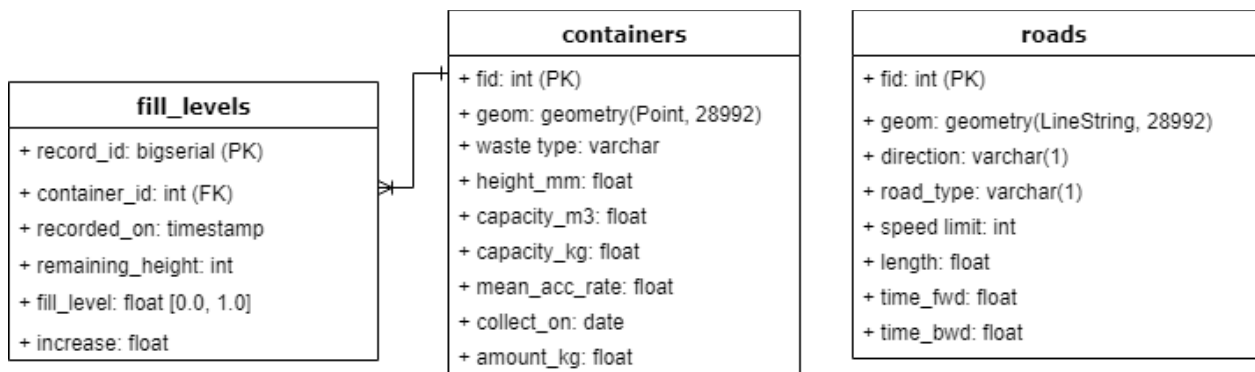 fill_levels
+ record_id: bigserial (PK)
+ container_id: int (FK)
+ recorded_on: timestamp
+ remaining_height: int
+ fill_level: float [0.0, 1.0]
+ increase: float
containers
+ fid: int (PK)
+ geom: geometry(Point, 28992)
+ waste type: varchar
+ height_mm: float
+ capacity_m3: float
+ capacity_kg: float
+ mean_acc_rate: float
+ collect_on: date
+ amount_kg: float
roads
+ fid: int (PK)
+ geom: geometry(LineString, 28992)
+ direction: varchar(1)
+ road_type: varchar(1)
+ speed limit: int
+ length: float
+ time_fwd: float
+ time_bwd: float